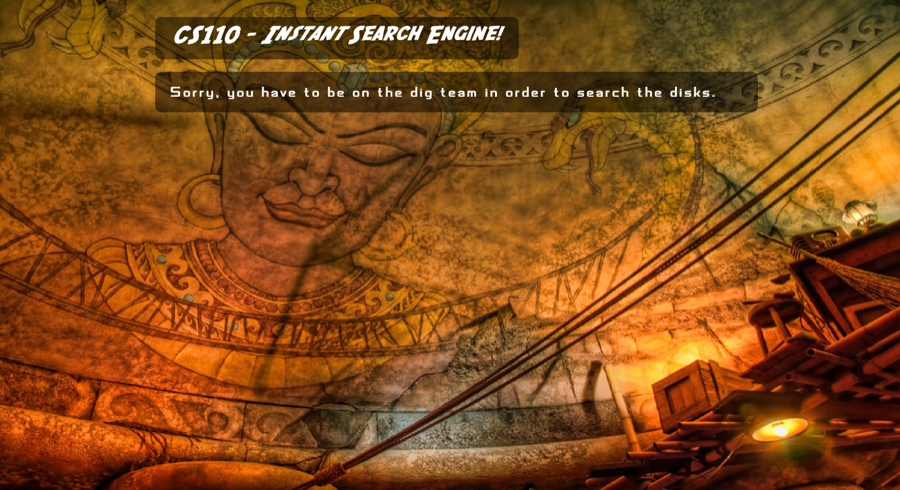 CS110 - Instant Search Engine!
Sorry, you have to be on the dig team in order to search the disks.